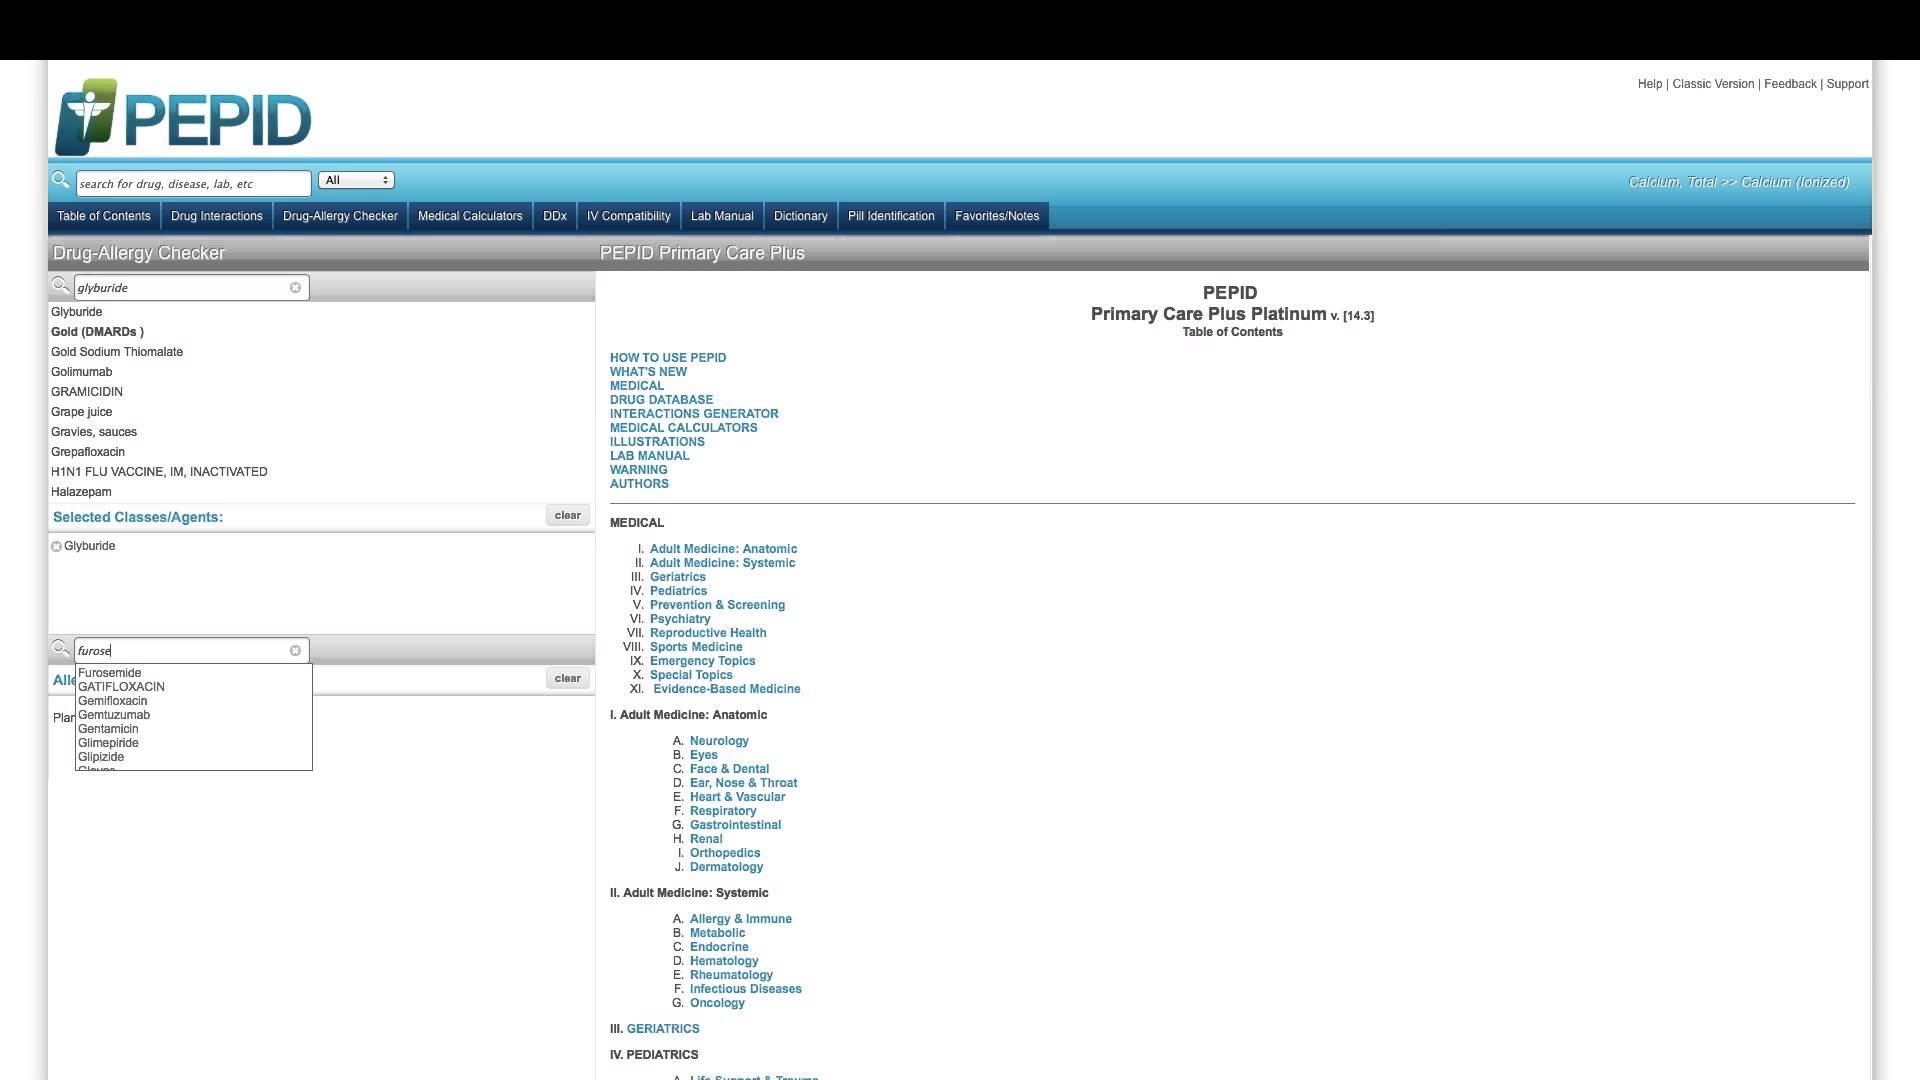 PEPID
Help | Classic Version | Feedback | Support
search for drug, disease, lab, etc
All
Calcium, Total >> Calcium (Ionized)
Table of Contents
Drug Interactions
Drug-Allergy Checker
Medical Calculators
DDx
IV Compatibility
Lab Manual
Dictionary
Pill Identification
Favorites/Notes
Drug-Allergy Checker
glyburide
Glyburide
Gold (DMARDs )
Gold Sodium Thiomalate
Golimumab
GRAMICIDIN
Grape juice
Gravies, sauces
Grepafloxacin
H1N1 FLU VACCINE, IM, INACTIVATED
Halazepam
Selected Classes/Agents:
clear
Glyburide
furose
Furosemide
GATIFLOXACIN
Gemifloxacin
Gemtuzumab
Gentamicin
Glimepiride
Glipizide
clear
PEPID Primary Care Plus
PEPID
Primary Care Plus Platinum v. [14.3]
Table of Contents
HOW TO USE PEPID
WHAT'S NEW
MEDICAL
DRUG DATABASE
INTERACTIONS GENERATOR
MEDICAL CALCULATORS
ILLUSTRATIONS
LAB MANUAL
WARNING
AUTHORS
MEDICAL
I. Adult Medicine: Anatomic
II. Adult Medicine: Systemic
III. Geriatrics
IV. Pediatrics
V. Prevention & Screening
VI. Psychiatry
VII. Reproductive Health
VIII. Sports Medicine
IX. Emergency Topics
X. Special Topics
XI. Evidence-Based Medicine
I. Adult Medicine: Anatomic
A. Neurology
B. Eyes
C. Face & Dental
D. Ear, Nose & Throat
E. Heart & Vascular
F. Respiratory
G. Gastrointestinal
H. Renal
I. Orthopedics
J. Dermatology
II. Adult Medicine: Systemic
A. Allergy & Immune
B. Metabolic
C. Endocrine
D. Hematology
E. Rheumatology
F. Infectious Diseases
G. Oncology
III. GERIATRICS
IV. PEDIATRICS